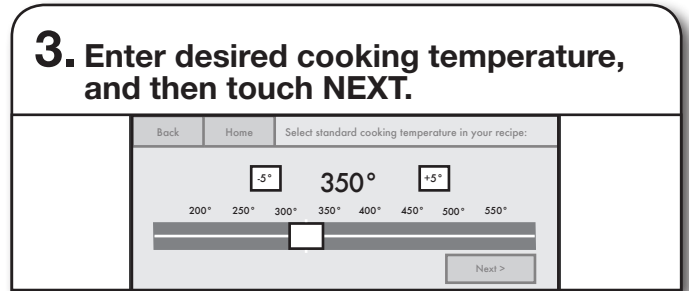 3. Enter desired cooking temperature,
and then touch NEXT.
Back Home Select standard cooking temperature in your recipe:
-5° 350° +5°
200° 250° 300° 350° 400° 450° 500° 550°
Next >